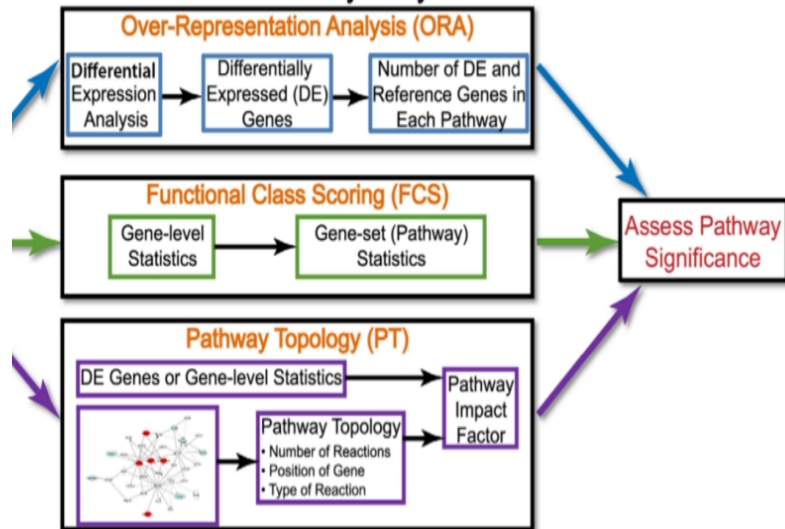 Over-Representation Analysis (ORA)
Differential
Expression
Analysis
Differentially
Expressed (DE)
Genes
Number of DE and
Reference Genes in
Each Pathway
Functional Class Scoring (FCS)
Gene-level
Statistics
Gene-set (Pathway)
Statistics
Assess Pathway
Significance
Pathway Topology (PT)
DE Genes or Gene-level Statistics
Pathway
Impact
Factor
Pathway Topology
• Number of Reactions
• Position of Gene
• Type of Reaction